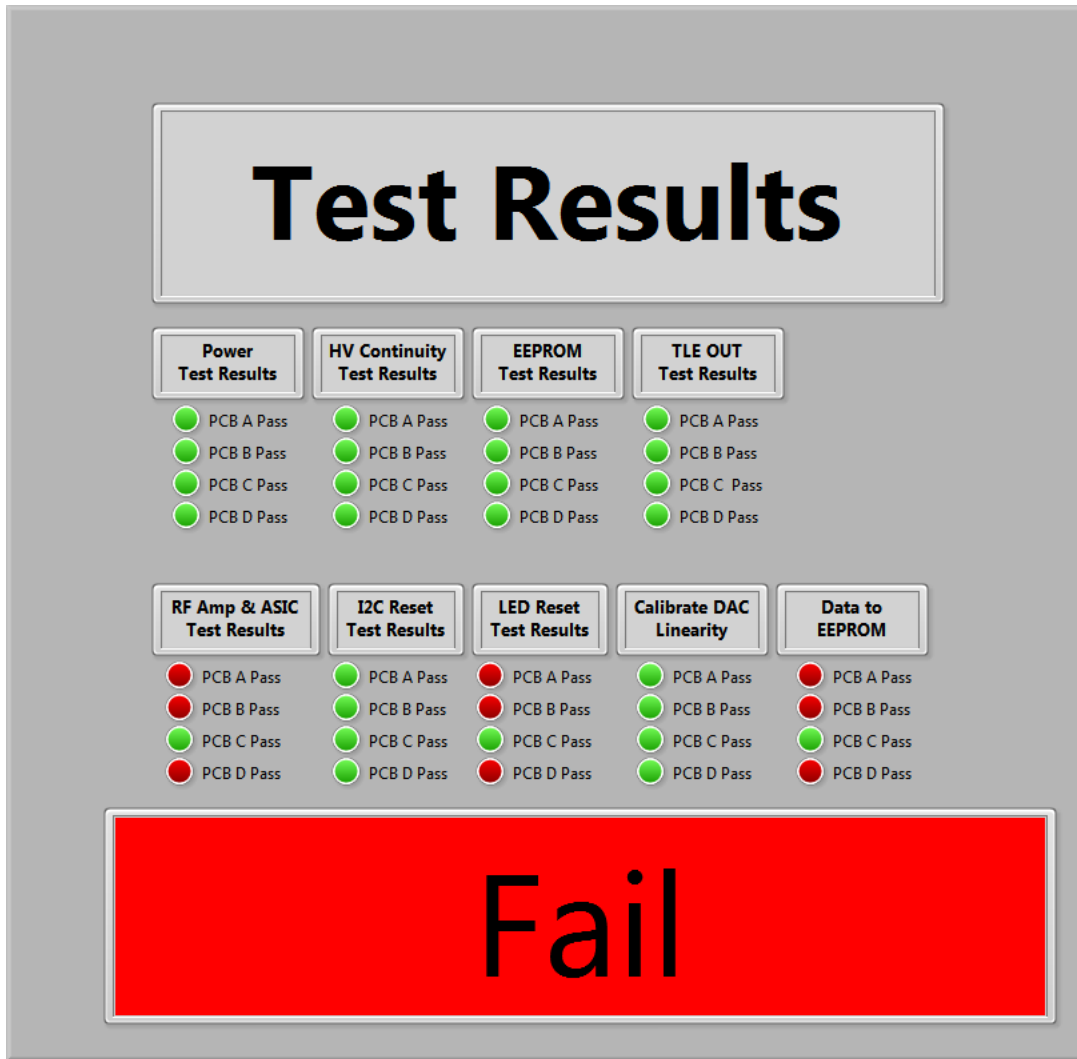 Test Results
Power
Test Results
PCB A Pass
PCB B Pass
PCB C Pass
PCB D Pass
HV Continuity
Test Results
PCB A Pass
PCB B Pass
PCB C Pass
PCB D Pass
EEPROM
Test Results
PCB A Pass
PCB B Pass
PCB C Pass
PCB D Pass
TLE OUT
Test Results
PCB A Pass
PCB B Pass
PCB C  Pass
PCB D Pass
RF Amp & ASIC
Test Results
PCB A Pass
PCB B Pass
PCB C Pass
PCB D Pass
I2C Reset
Test Results
PCB A Pass
PCB B Pass
PCB C Pass
PCB D Pass
LED Reset
Test Results
PCB A Pass
PCB B Pass
PCB C Pass
PCB D Pass
Calibrate DAC
Linearity
PCB A Pass
PCB B Pass
PCB C Pass
PCB D Pass
Data to
EEPROM
PCB A Pass
PCB B Pass
PCB C Pass
PCB D Pass
Fail